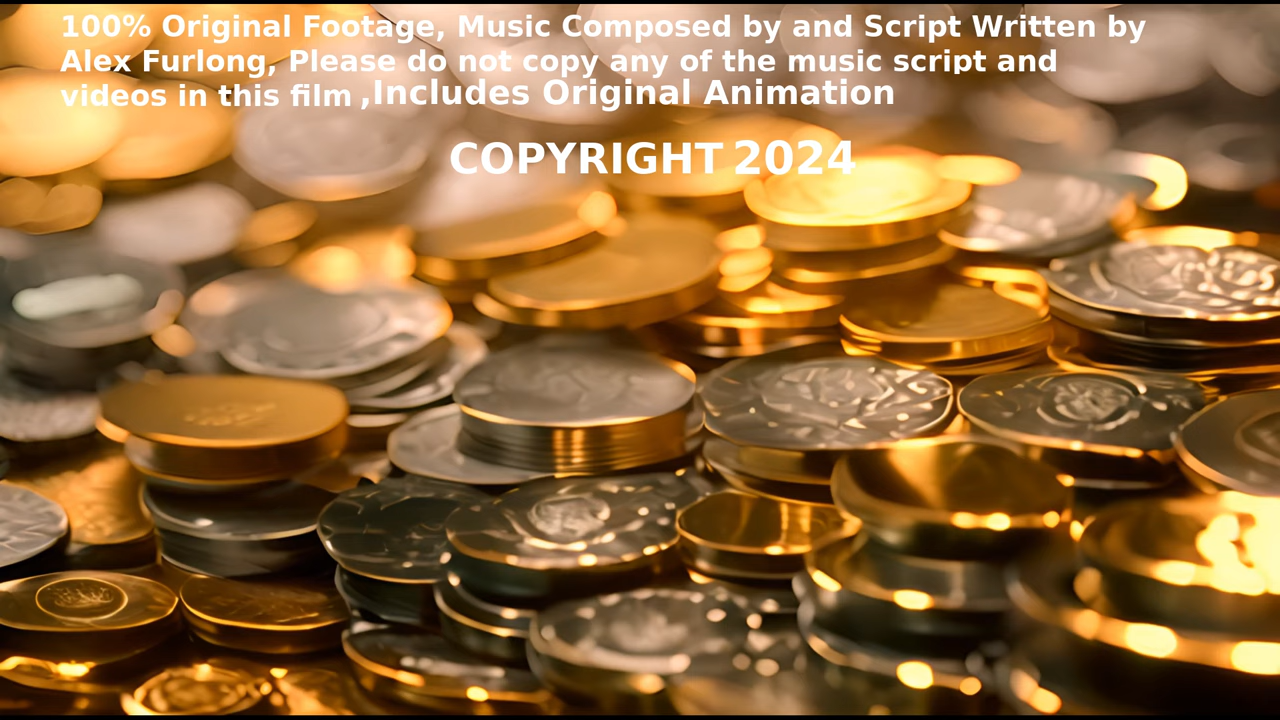 100% Original Footage, Music Composed by and Script Written by
Alex Furlong, Please do not copy any of the music script and
videos in this film ,Includes Original Animation
COPYRIGHT 2024